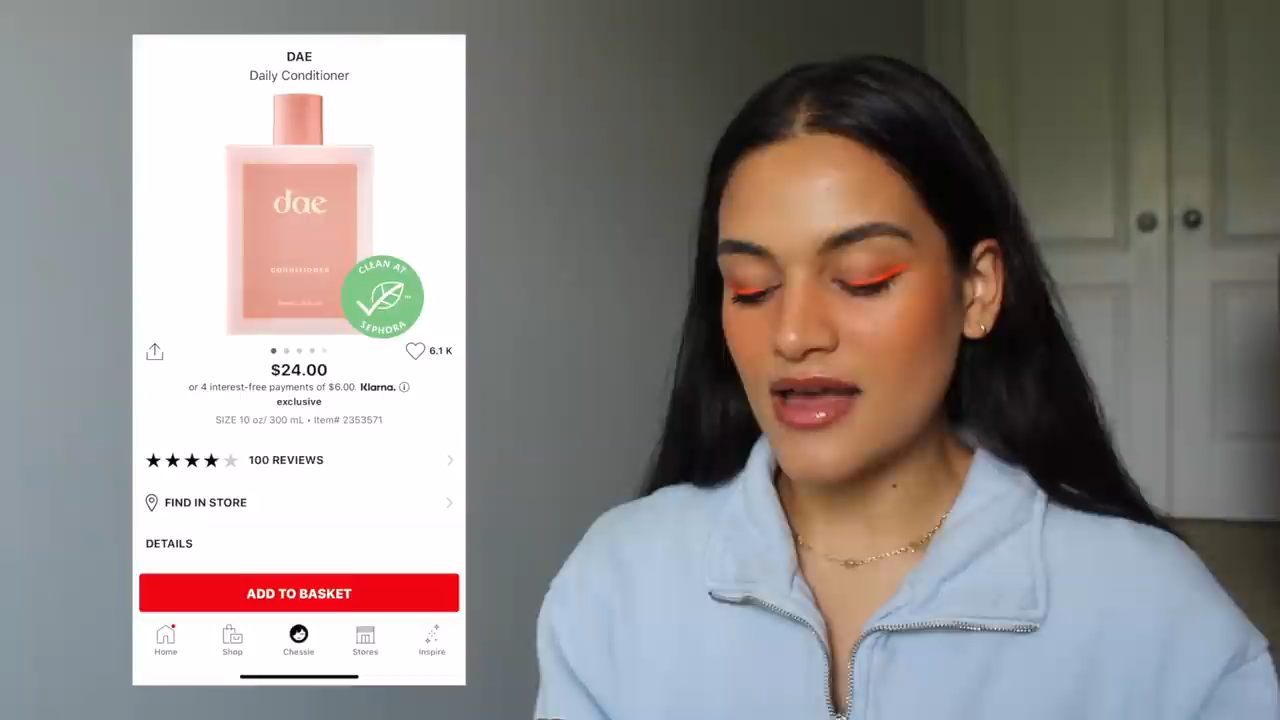 DAE
Daily Conditioner
dae
CONDITIONER
CLEAN AT
SEPHORA
6.1 K
$24.00
or 4 interest-free payments of $6.00. Klarna.
exclusive
SIZE 10 oz/ 300 mL • Item# 2353571
100 REVIEWS
FIND IN STORE
DETAILS
ADD TO BASKET
Home
Shop
Chessie
Stores
Inspire